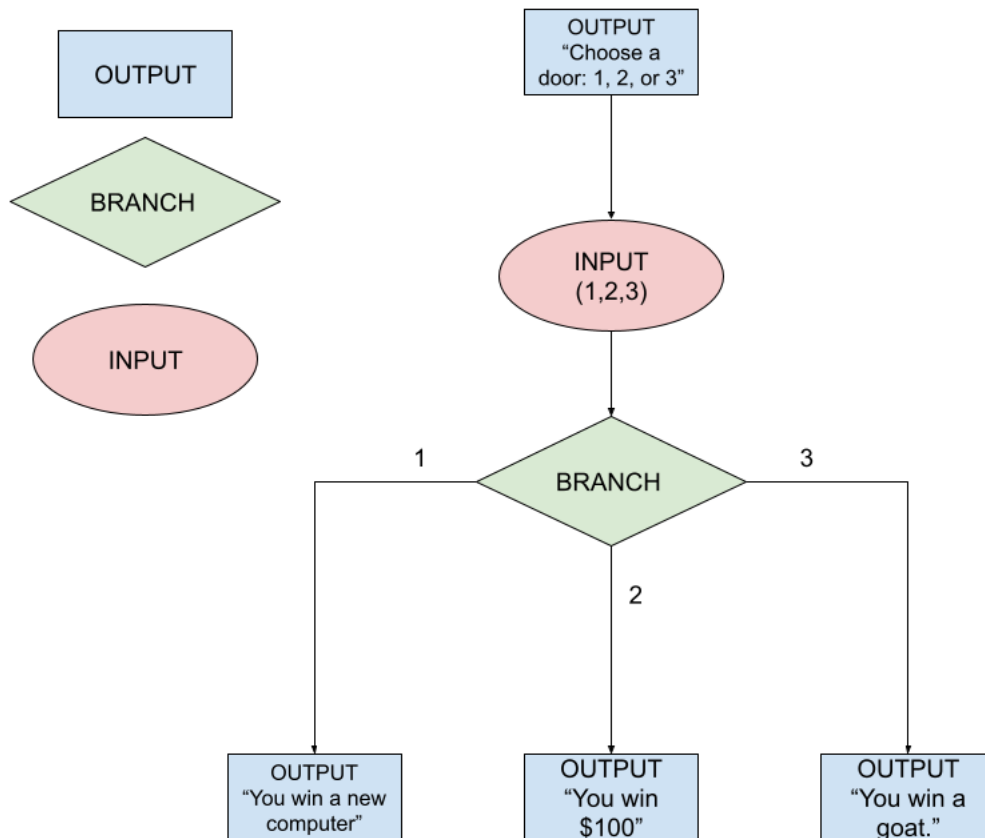 OUTPUT
BRANCH
INPUT
OUTPUT
“Choose a
door: 1, 2, or 3”
INPUT
(1,2,3)
BRANCH
1
3
2
OUTPUT
“You win a new
computer”
OUTPUT
“You win
$100”
OUTPUT
“You win a
goat.”